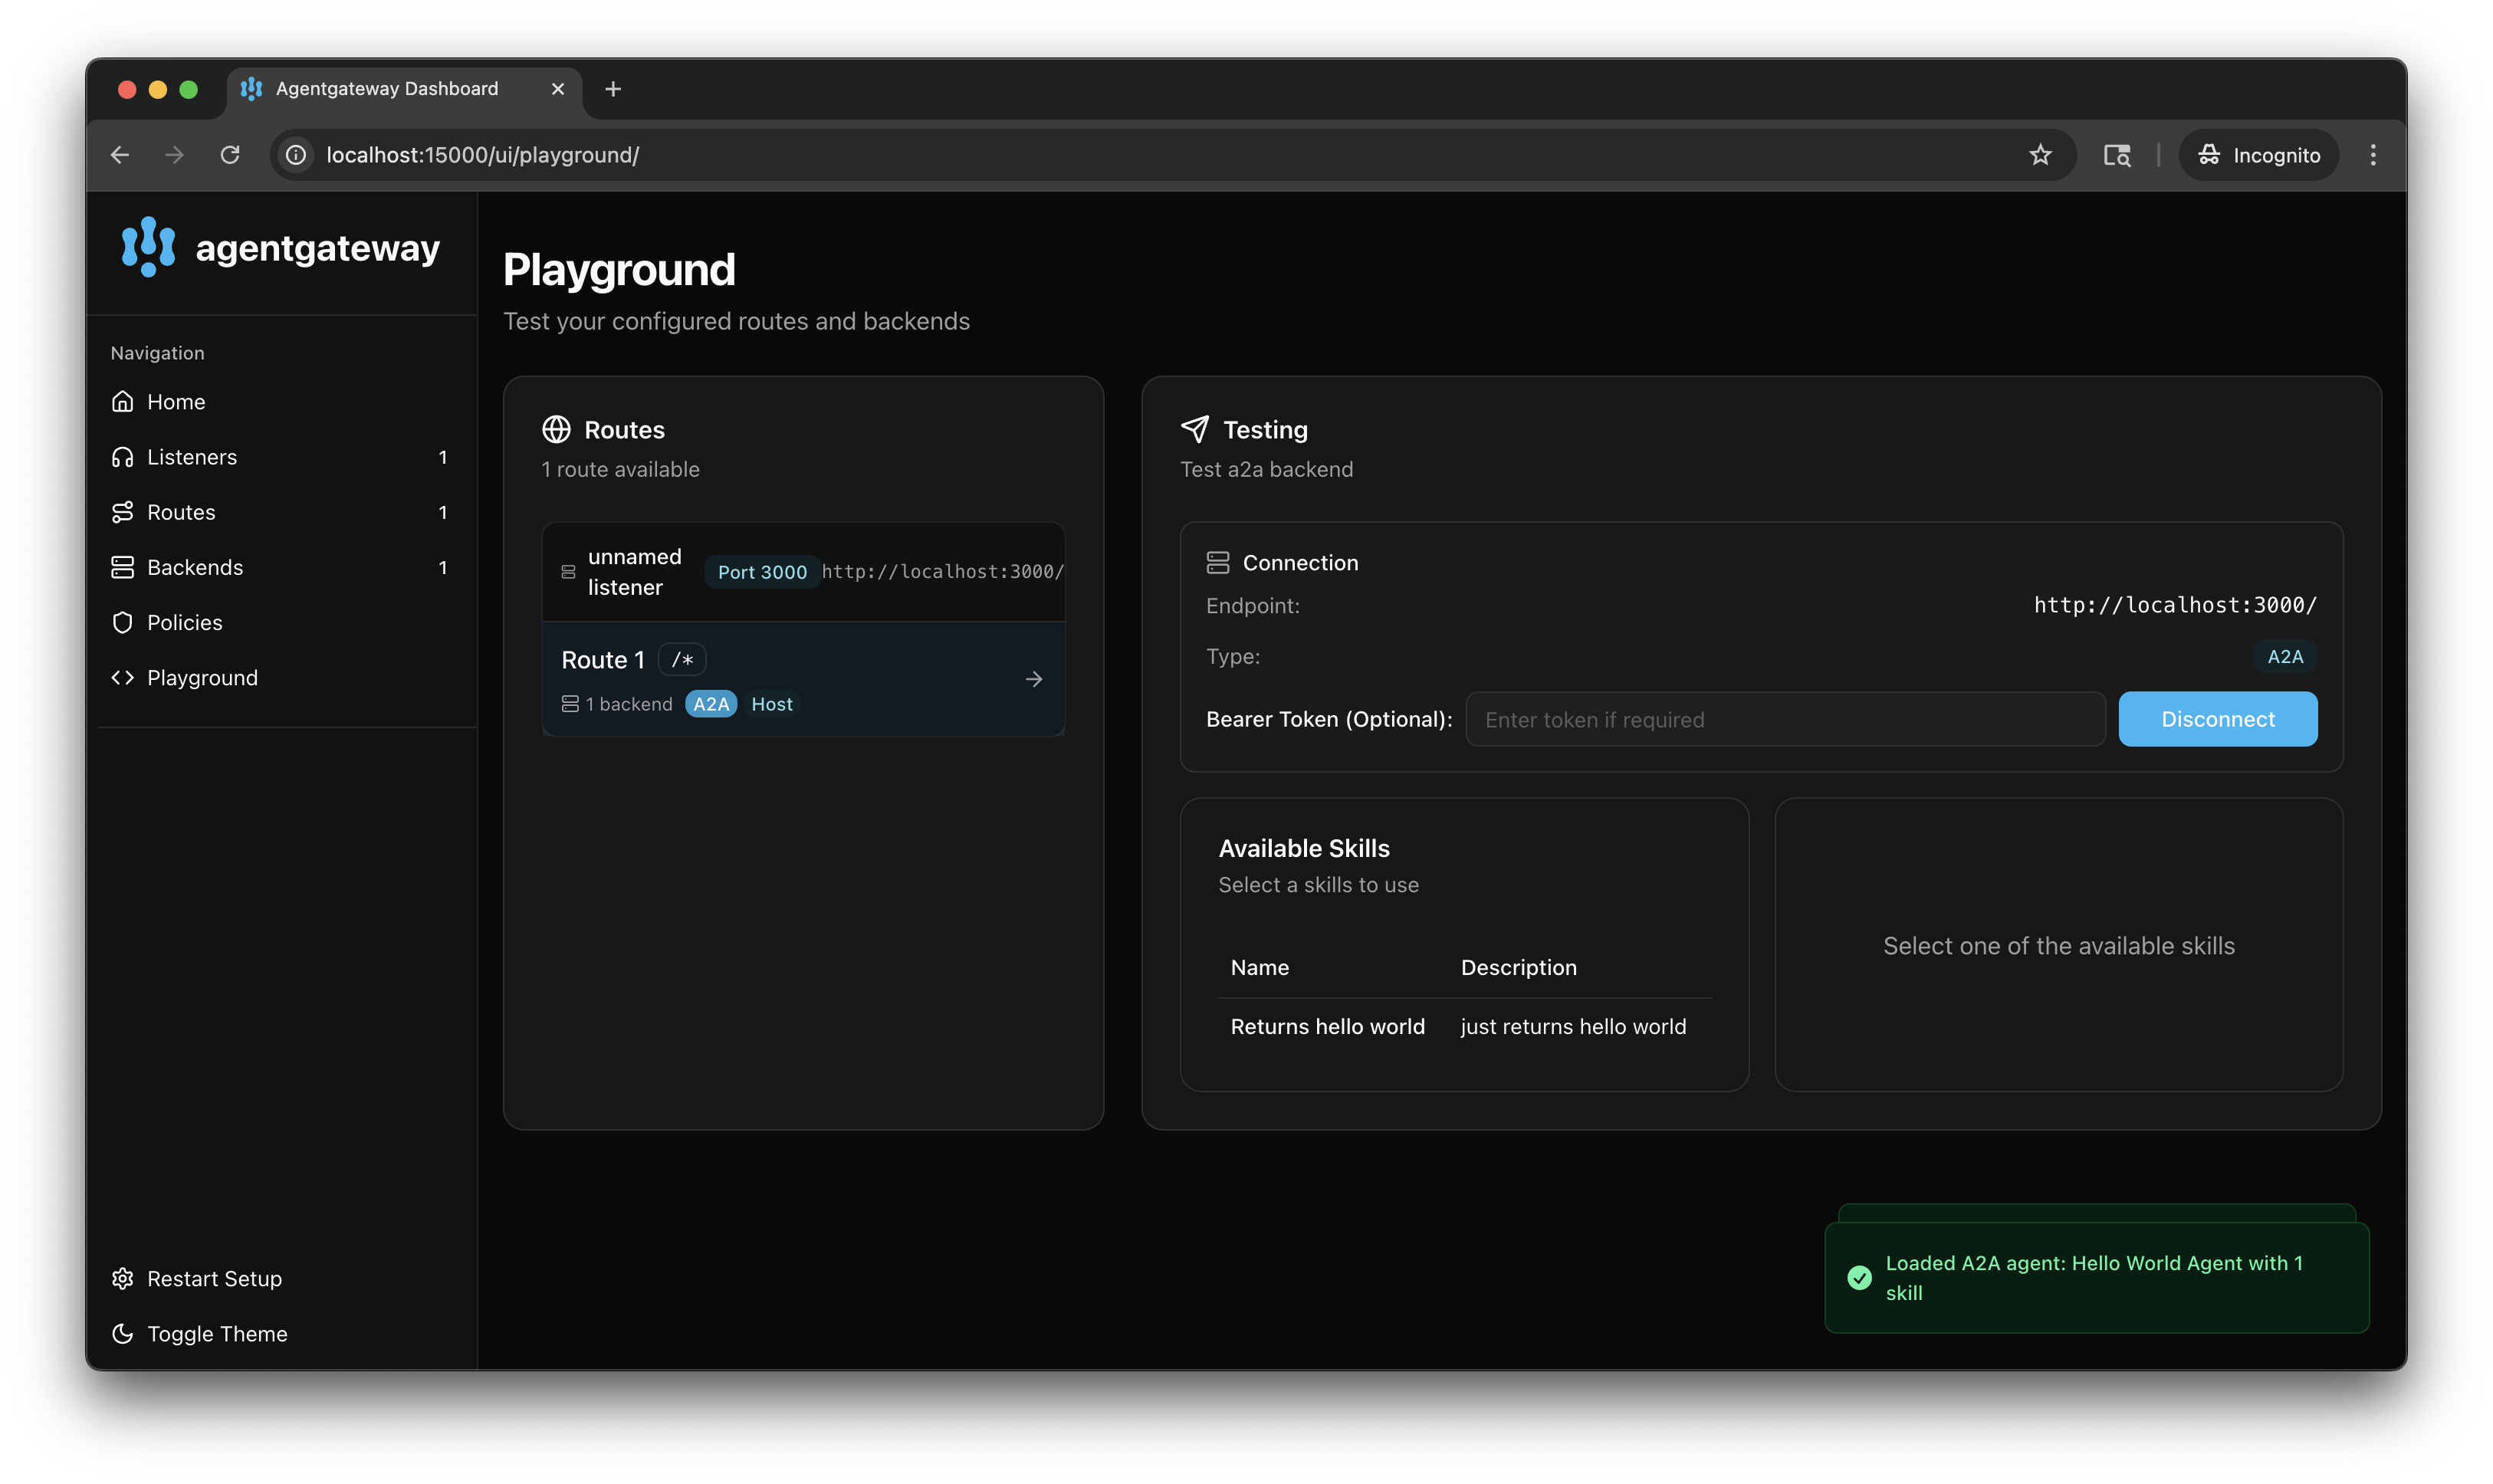 Agentgateway Dashboard
localhost:15000/ui/playground/
Incognito
agentgateway
Navigation
Home
Listeners 1
Routes 1
Backends 1
Policies
Playground
Restart Setup
Toggle Theme
Playground
Test your configured routes and backends
Routes
1 route available
unnamed
listener
Port 3000
http://localhost:3000/
Route 1 /*
1 backend A2A Host
Testing
Test a2a backend
Connection
Endpoint: http://localhost:3000/
Type: A2A
Bearer Token (Optional): Enter token if required Disconnect
Available Skills
Select a skills to use
Name Description
Returns hello world just returns hello world
Select one of the available skills
Loaded A2A agent: Hello World Agent with 1
skill